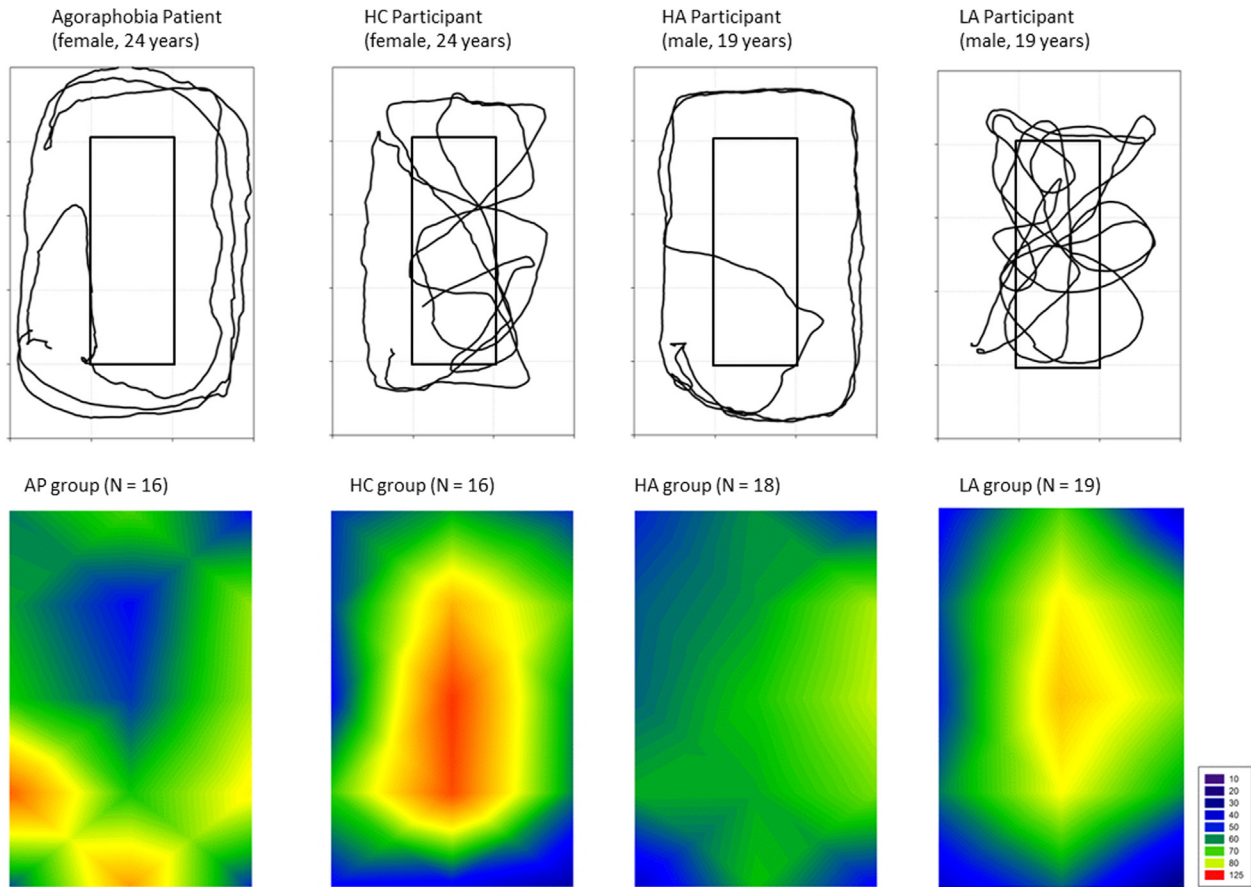 Agoraphobia Patient
(female, 24 years)
HC Participant
(female, 24 years)
HA Participant
(male, 19 years)
LA Participant
(male, 19 years)
AP group (N = 16)
HC group (N = 16)
HA group (N = 18)
LA group (N = 19)
10
20
30
40
50
60
70
80
125